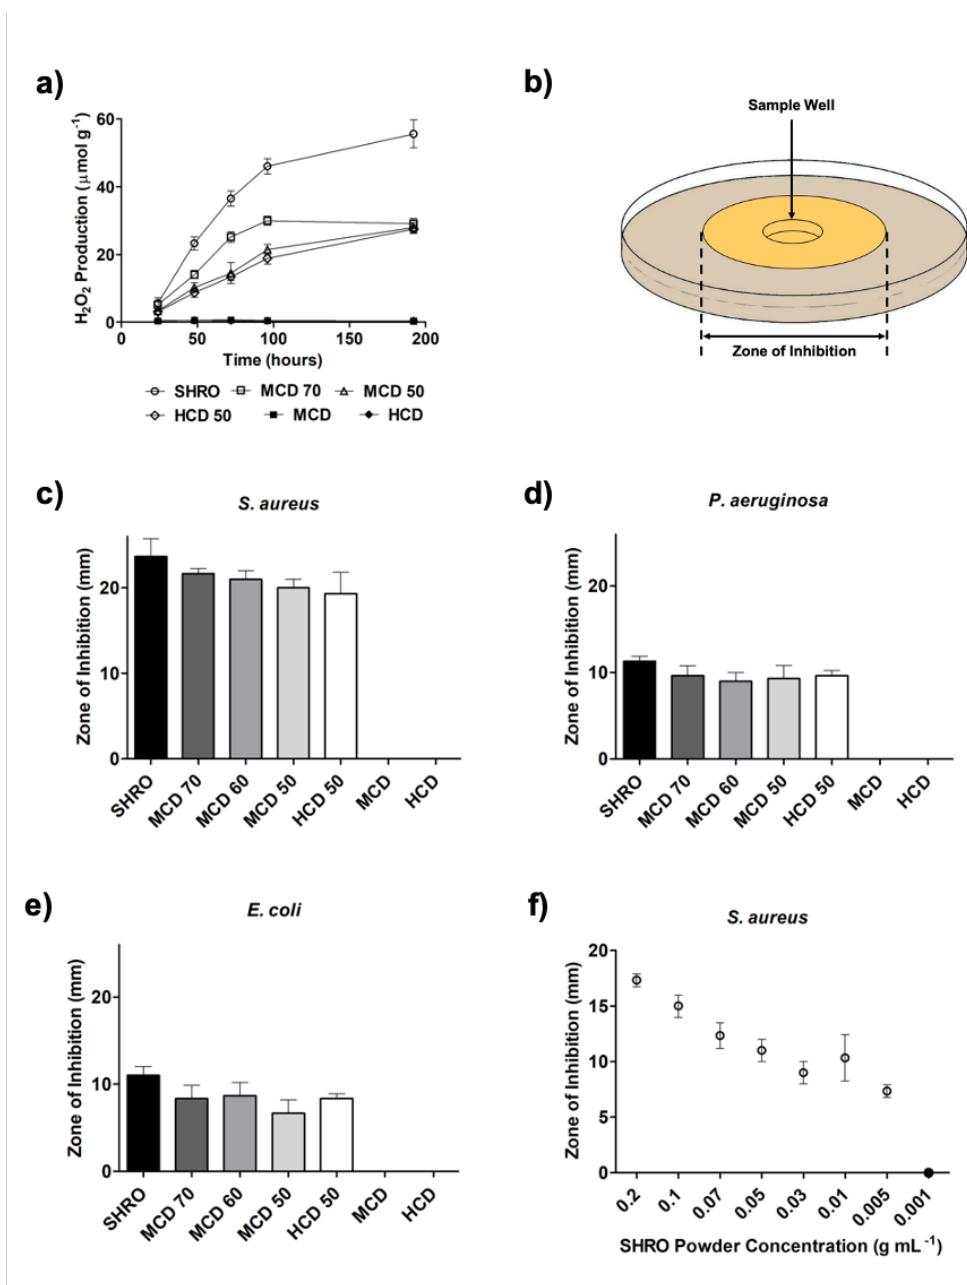 a)
H₂O₂ Production (μmol g⁻¹)
60
40
20
0
0
50
100
150
200
Time (hours)
SHRO
MCD 70
MCD 50
HCD 50
MCD
HCD
b)
Sample Well
Zone of Inhibition
c)
S. aureus
Zone of Inhibition (mm)
20
10
0
SHRO
MCD 70
MCD 60
MCD 50
HCD 50
MCD
HCD
d)
P. aeruginosa
Zone of Inhibition (mm)
20
10
0
SHRO
MCD 70
MCD 60
MCD 50
HCD 50
MCD
HCD
e)
E. coli
Zone of Inhibition (mm)
20
10
0
SHRO
MCD 70
MCD 60
MCD 50
HCD 50
MCD
HCD
f)
S. aureus
Zone of Inhibition (mm)
20
15
10
5
0
0.2
0.1
0.07
0.05
0.03
0.01
0.005
0.001
SHRO Powder Concentration (g mL⁻¹)